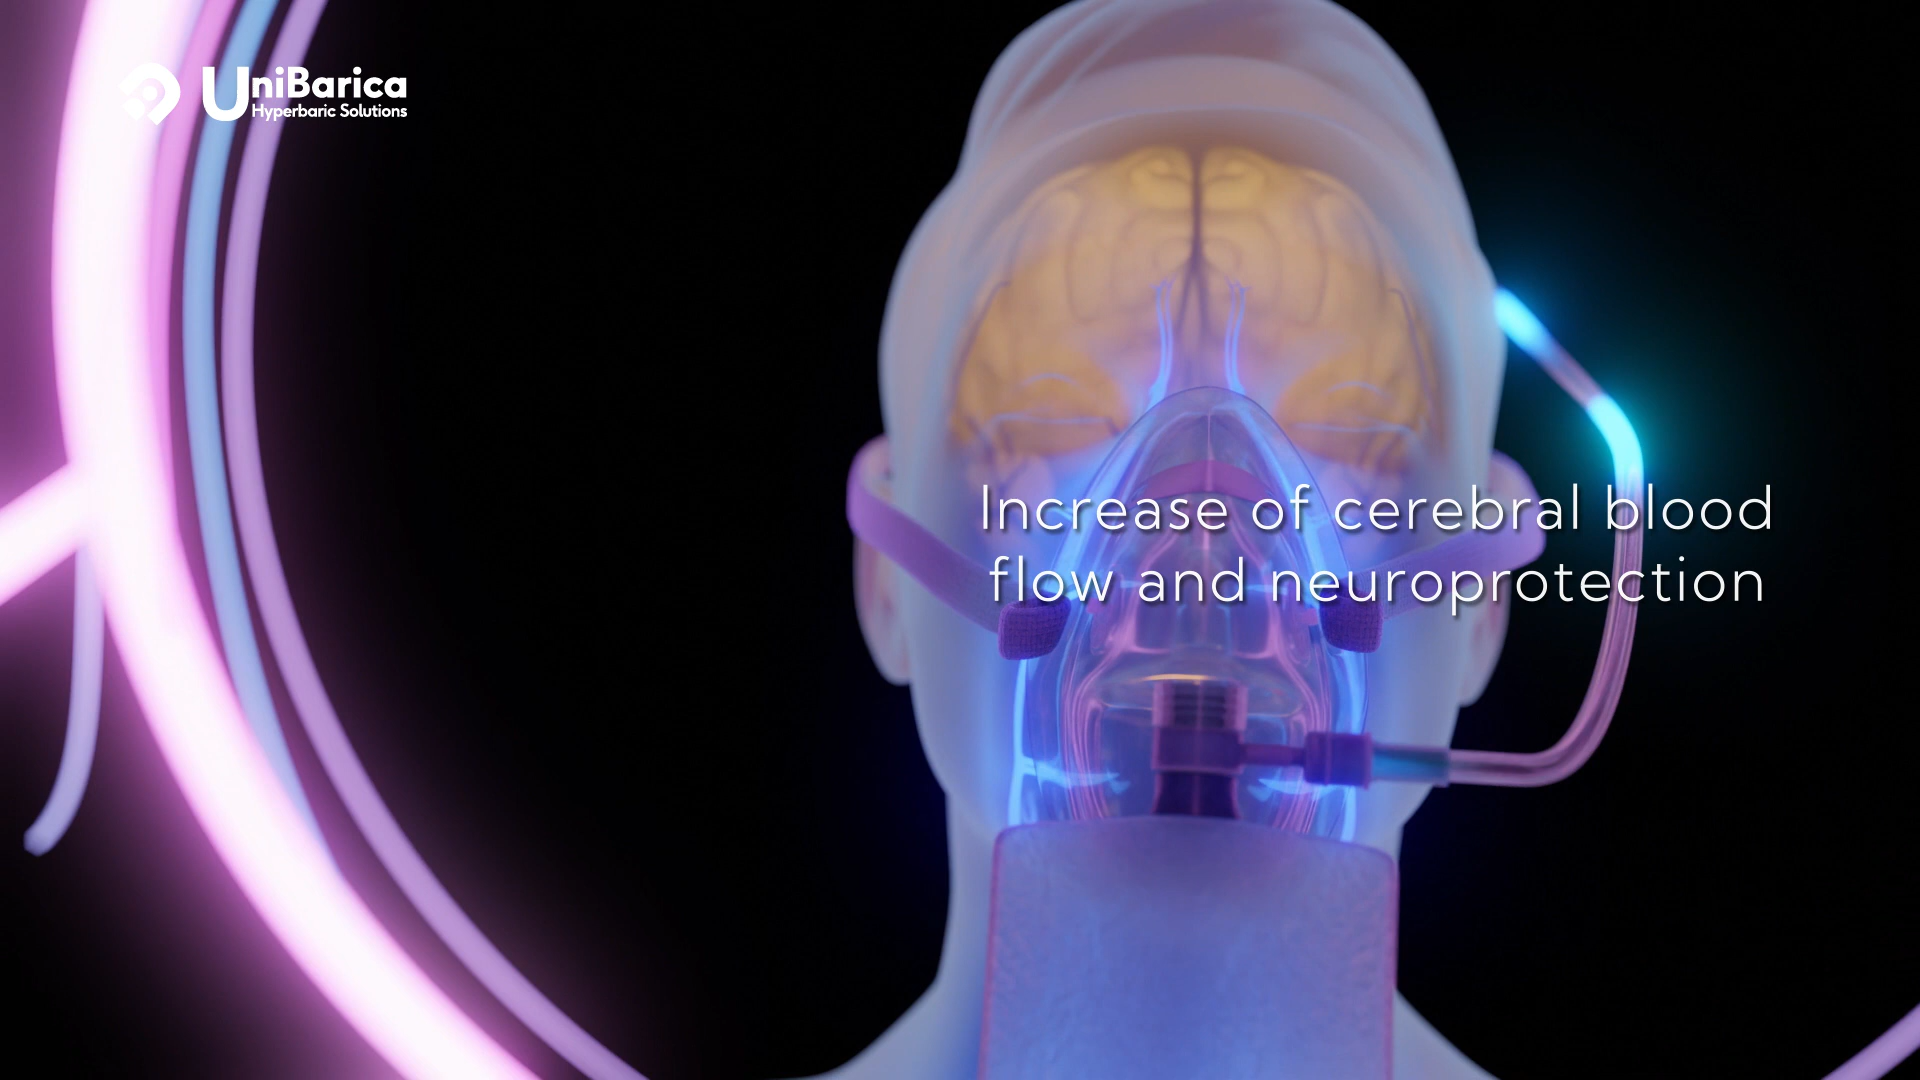 UniBarica
Hyperbaric Solutions
Increase of cerebral blood
flow and neuroprotection